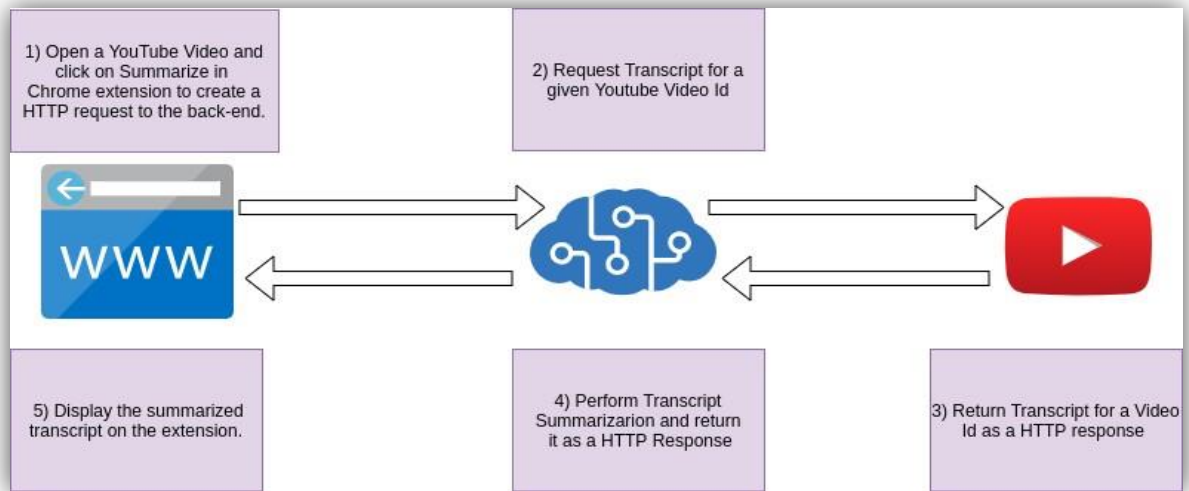 1) Open a YouTube Video and
click on Summarize in
Chrome extension to create a
HTTP request to the back-end.
2) Request Transcript for a
given Youtube Video Id
WWW
5) Display the summarized
transcript on the extension.
4) Perform Transcript
Summarizarion and return
it as a HTTP Response
3) Return Transcript for a Video
Id as a HTTP response